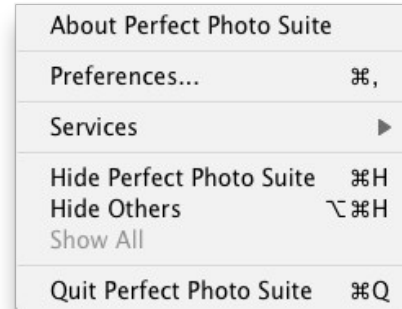 About Perfect Photo Suite
Preferences... ⌘,
Services ▶
Hide Perfect Photo Suite ⌘H
Hide Others ⌥⌘H
Show All
Quit Perfect Photo Suite ⌘Q